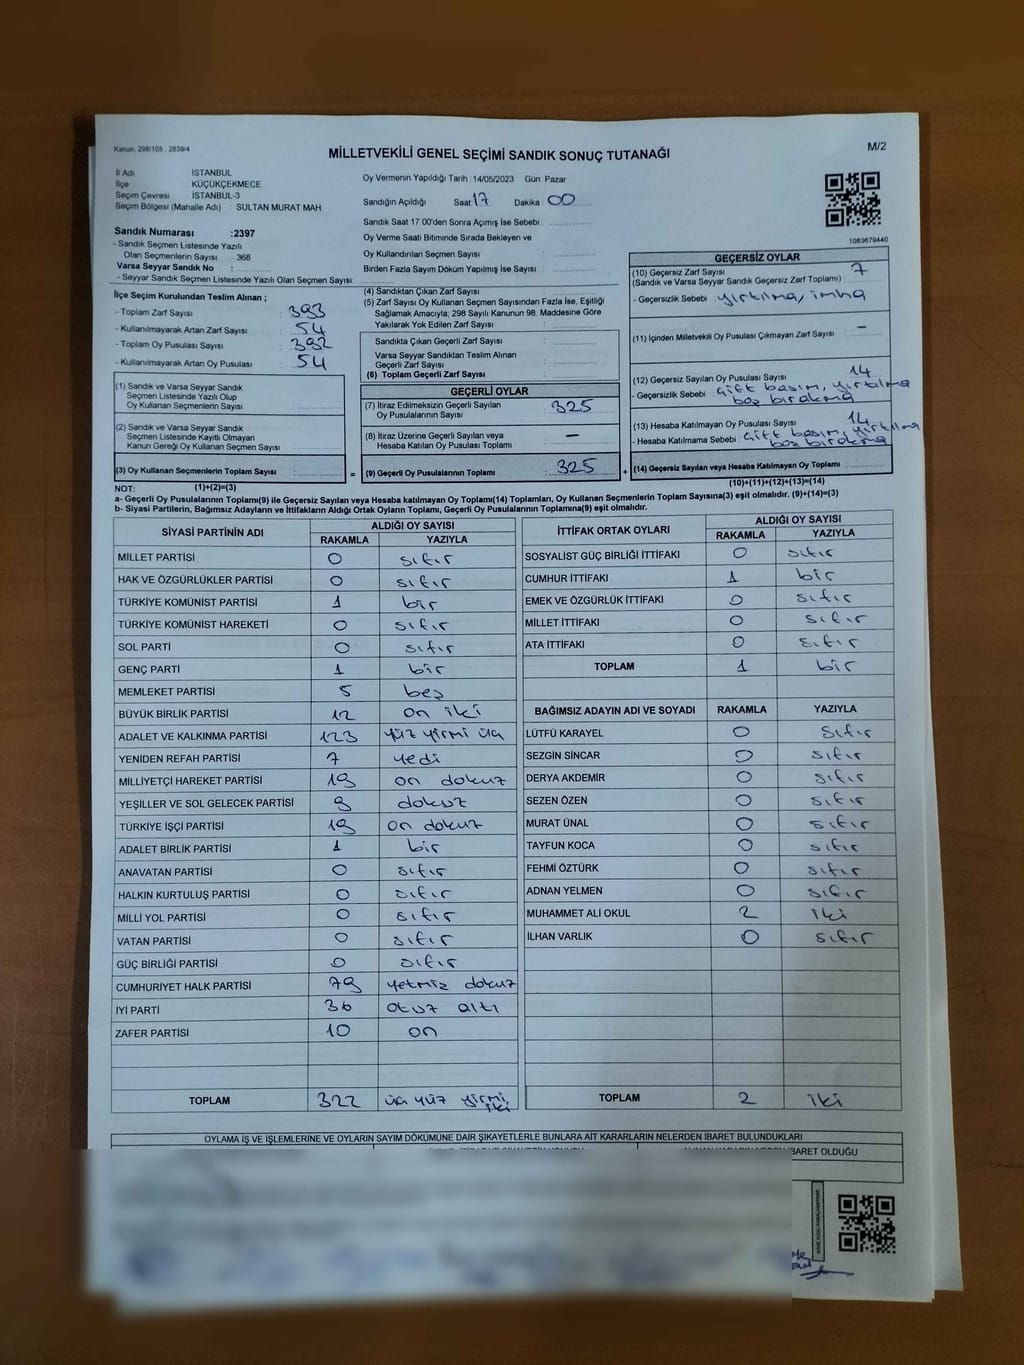 Kanun. 298/105 . 2839/4
MİLLETVEKİLİ GENEL SEÇİMİ SANDIK SONUÇ TUTANAĞI
M/2
İl Adı İSTANBUL
İlçe KÜÇÜKÇEKMECE
Seçim Çevresi İSTANBUL-3
Seçim Bölgesi (Mahalle Adı) : SULTAN MURAT MAH
Sandık Numarası :2397
- Sandık Seçmen Listesinde Yazılı
Olan Seçmenlerin Sayısı : 368
Varsa Seyyar Sandık No :
- Seyyar Sandık Seçmen Listesinde Yazılı Olan Seçmen Sayısı
İlçe Seçim Kurulundan Teslim Alınan ;
- Toplam Zarf Sayısı : 393
- Kullanılmayarak Artan Zarf Sayısı : 54
- Toplam Oy Pusulası Sayısı : 392
- Kullanılmayarak Artan Oy Pusulası : 54
(1) Sandık ve Varsa Seyyar Sandık
Seçmen Listesinde Yazılı Olup
Oy Kullanan Seçmenlerin Sayısı :
(2) Sandık ve Varsa Seyyar Sandık
Seçmen Listesinde Kayıtlı Olmayan
Kanun Gereği Oy Kullanan Seçmen Sayısı
(3) Oy Kullanan Seçmenlerin Toplam Sayısı :
(1)+(2)=(3)
Oy Vermenin Yapıldığı Tarih :14/05/2023 Gün: Pazar
Sandığın Açıldığı Saat 17 Dakika 00
Sandık Saat 17:00'den Sonra Açımış İse Sebebi :
Oy Verme Saati Bitiminde Sırada Bekleyen ve
Oy Kullandırılan Seçmen Sayısı :
Birden Fazla Sayım Döküm Yapılmış İse Sayısı :
(4) Sandıktan Çıkan Zarf Sayısı :
(5) Zarf Sayısı Oy Kullanan Seçmen Sayısından Fazla İse, Eşitliği
Sağlamak Amacıyla; 298 Sayılı Kanunun 98. Maddesine Göre
Yakılarak Yok Edilen Zarf Sayısı :
Sandıkta Çıkan Geçerli Zarf Sayısı :
Varsa Seyyar Sandıktan Teslim Alınan
Geçerli Zarf Sayısı :
(6) Toplam Geçerli Zarf Sayısı :
GEÇERLİ OYLAR
(7) İtiraz Edilmeksizin Geçerli Sayılan
Oy Pusulalarının Sayısı : 325
(8) İtiraz Üzerine Geçerli Sayılan veya
Hesaba Katılan Oy Pusulası Toplamı : —
= (9) Geçerli Oy Pusulalarının Toplamı : 325 +
1083679440
GEÇERSİZ OYLAR
(10) Geçersiz Zarf Sayısı : 7
(Sandık ve Varsa Seyyar Sandık Geçersiz Zarf Toplamı)
- Geçersizlik Sebebi : yırtılma, imha
(11) İçinden Milletvekili Oy Pusulası Çıkmayan Zarf Sayısı : —
(12) Geçersiz Sayılan Oy Pusulası Sayısı : 14
- Geçersizlik Sebebi : çift basım, yırtılma
boş bırakma
(13) Hesaba Katılmayan Oy Pusulası Sayısı : 14
- Hesaba Katılmama Sebebi : çift basım, yırtılma
boş bırakma
(14) Geçersiz Sayılan veya Hesaba Katılmayan Oy Toplamı :
(10)+(11)+(12)+(13)=(14)
NOT:
a- Geçerli Oy Pusulalarının Toplamı(9) ile Geçersiz Sayılan veya Hesaba katılmayan Oy Toplamı(14) Toplamları, Oy Kullanan Seçmenlerin Toplam Sayısına(3) eşit olmalıdır. (9)+(14)=(3)
b- Siyasi Partilerin, Bağımsız Adayların ve İttifakların Aldığı Ortak Oyların Toplamı, Geçerli Oy Pusulalarının Toplamına(9) eşit olmalıdır.
SİYASİ PARTİNİN ADI ALDIĞI OY SAYISI
RAKAMLA YAZIYLA
MİLLET PARTİSİ 0 sıfır
HAK VE ÖZGÜRLÜKLER PARTİSİ 0 sıfır
TÜRKİYE KOMÜNİST PARTİSİ 1 bir
TÜRKİYE KOMÜNİST HAREKETİ 0 sıfır
SOL PARTİ 0 sıfır
GENÇ PARTİ 1 bir
MEMLEKET PARTİSİ 5 beş
BÜYÜK BİRLİK PARTİSİ 12 on iki
ADALET VE KALKINMA PARTİSİ 123 yüz yirmi üç
YENİDEN REFAH PARTİSİ 7 yedi
MİLLİYETÇİ HAREKET PARTİSİ 19 on dokuz
YEŞİLLER VE SOL GELECEK PARTİSİ 9 dokuz
TÜRKİYE İŞÇİ PARTİSİ 19 on dokuz
ADALET BİRLİK PARTİSİ 1 bir
ANAVATAN PARTİSİ 0 sıfır
HALKIN KURTULUŞ PARTİSİ 0 sıfır
MİLLİ YOL PARTİSİ 0 sıfır
VATAN PARTİSİ 0 sıfır
GÜÇ BİRLİĞİ PARTİSİ 0 sıfır
CUMHURİYET HALK PARTİSİ 79 yetmiz dokuz
İYİ PARTİ 36 otuz altı
ZAFER PARTİSİ 10 on
TOPLAM 322 üç yüz yirmi
iki
İTTİFAK ORTAK OYLARI ALDIĞI OY SAYISI
RAKAMLA YAZIYLA
SOSYALİST GÜÇ BİRLİĞİ İTTİFAKI 0 sıfır
CUMHUR İTTİFAKI 1 bir
EMEK VE ÖZGÜRLÜK İTTİFAKI 0 sıfır
MİLLET İTTİFAKI 0 sıfır
ATA İTTİFAKI 0 sıfır
TOPLAM 1 bir
BAĞIMSIZ ADAYIN ADI VE SOYADI RAKAMLA YAZIYLA
LÜTFÜ KARAYEL 0 sıfır
SEZGİN SİNCAR 0 sıfır
DERYA AKDEMİR 0 sıfır
SEZEN ÖZEN 0 sıfır
MURAT ÜNAL 0 sıfır
TAYFUN KOCA 0 sıfır
FEHMİ ÖZTÜRK 0 sıfır
ADNAN YELMEN 0 sıfır
MUHAMMET ALİ OKUL 2 iki
İLHAN VARLIK 0 sıfır
TOPLAM 2 iki
OYLAMA İŞ VE İŞLEMLERİNE VE OYLARIN SAYIM DÖKÜMÜNE DAİR ŞİKAYETLERLE BUNLARA AİT KARARLARIN NELERDEN İBARET BULUNDUKLARI
İBARET OLDUĞU